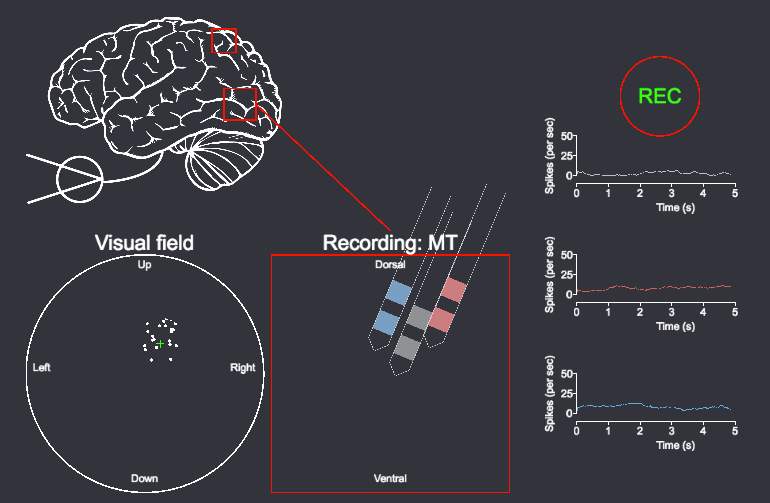 REC
50
25
0
Spikes (per sec)
0 1 2 3 4 5
Time (s)
Visual field
Up
Left
Right
Down
Recording: MT
Dorsal
Ventral
50
25
0
Spikes (per sec)
0 1 2 3 4 5
Time (s)
50
25
0
Spikes (per sec)
0 1 2 3 4 5
Time (s)